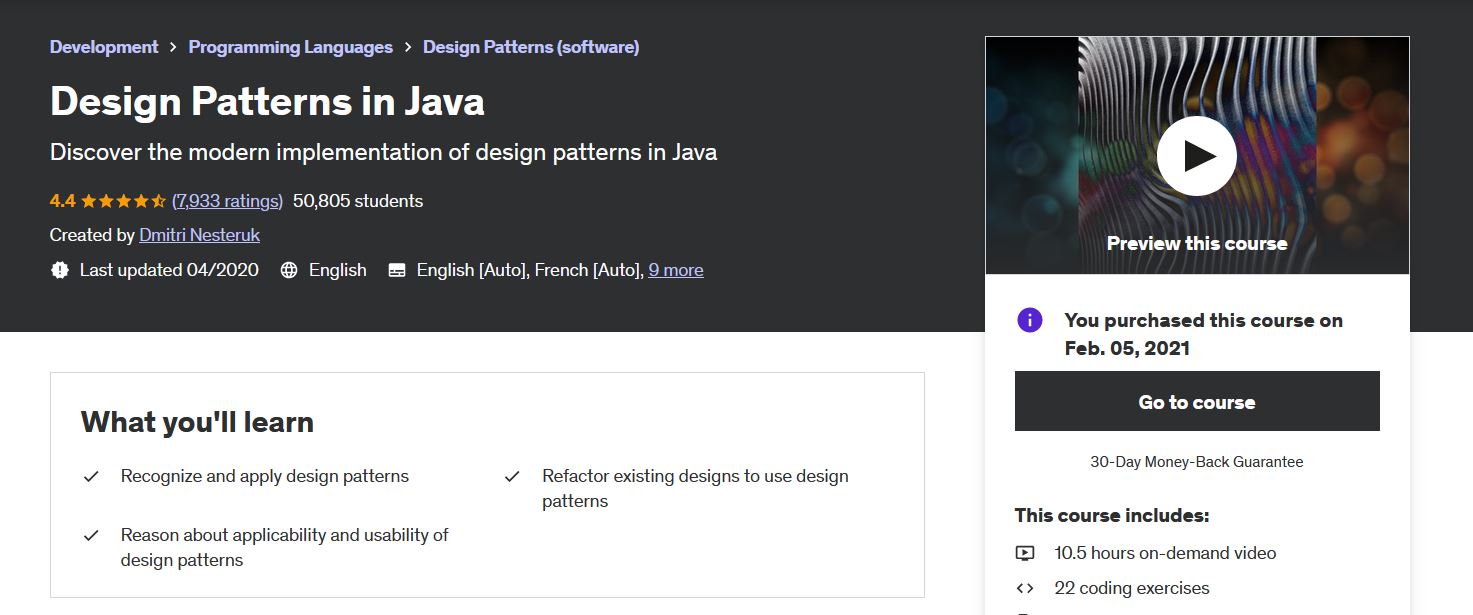 Development > Programming Languages > Design Patterns (software)
Design Patterns in Java
Discover the modern implementation of design patterns in Java
4.4 (7,933 ratings) 50,805 students
Created by Dmitri Nesteruk
Last updated 04/2020 English English [Auto], French [Auto], 9 more
Preview this course
You purchased this course on
Feb. 05, 2021
Go to course
30-Day Money-Back Guarantee
This course includes:
10.5 hours on-demand video
22 coding exercises
What you'll learn
Recognize and apply design patterns
Refactor existing designs to use design
patterns
Reason about applicability and usability of
design patterns